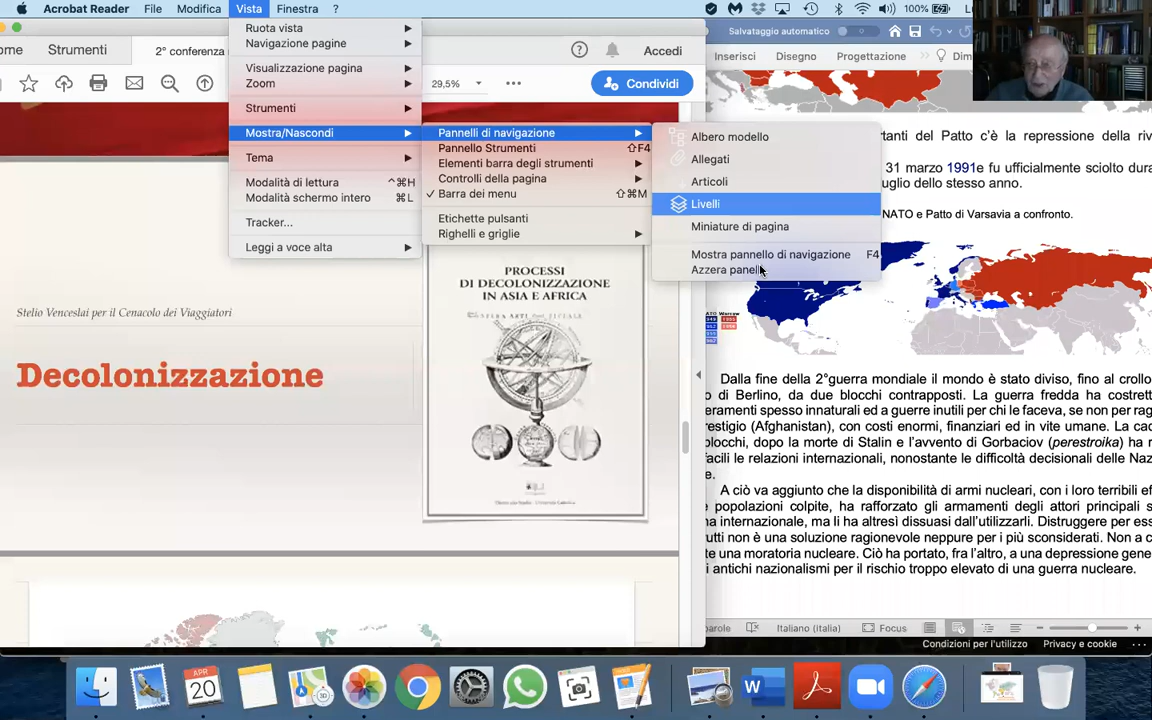 Acrobat Reader File Modifica Vista Finestra ? 100%
ome Strumenti 2° conferenza Accedi
29,5% Condividi
Ruota vista
Navigazione pagine
Visualizzazione pagina
Zoom
Strumenti
Mostra/Nascondi
Tema
Modalità di lettura ^⌘H
Modalità schermo intero ⌘L
Tracker...
Leggi a voce alta
Pannelli di navigazione
Pannello Strumenti ⇧F4
Elementi barra degli strumenti
Controlli della pagina
✓ Barra dei menu ⇧⌘M
Etichette pulsanti
Righelli e griglie
Albero modello
Allegati
Articoli
Livelli
Miniature di pagina
Mostra pannello di navigazione F4
Azzera panelli
Stelio Venceslai per il Cenacolo dei Viaggiatori
Decolonizzazione
PROCESSI
DI DECOLONIZZAZIONE
IN ASIA E AFRICA
Salvataggio automatico
Inserisci Disegno Progettazione Dim
rtanti del Patto c'è la repressione della riv
31 marzo 1991e fu ufficialmente sciolto dura
uglio dello stesso anno.
NATO e Patto di Varsavia a confronto.
Dalla fine della 2°guerra mondiale il mondo è stato diviso, fino al crollo
o di Berlino, da due blocchi contrapposti. La guerra fredda ha costrett
eramenti spesso innaturali ed a guerre inutili per chi le faceva, se non per rag
restigio (Afghanistan), con costi enormi, finanziari ed in vite umane. La cad
blocchi, dopo la morte di Stalin e l'avvento di Gorbaciov (perestroika) ha r
facili le relazioni internazionali, nonostante le difficoltà decisionali delle Naz
e.
A ciò va aggiunto che la disponibilità di armi nucleari, con i loro terribili ef
e popolazioni colpite, ha rafforzato gli armamenti degli attori principali s
na internazionale, ma li ha altresì dissuasi dall'utilizzarli. Distruggere per ess
rutti non è una soluzione ragionevole neppure per i più sconsiderati. Non a c
te una moratoria nucleare. Ciò ha portato, fra l'altro, a una depressione gene
i antichi nazionalismi per il rischio troppo elevato di una guerra nucleare.
parole Italiano (Italia) Focus
Condizioni per l'utilizzo Privacy e cookie
APR
20